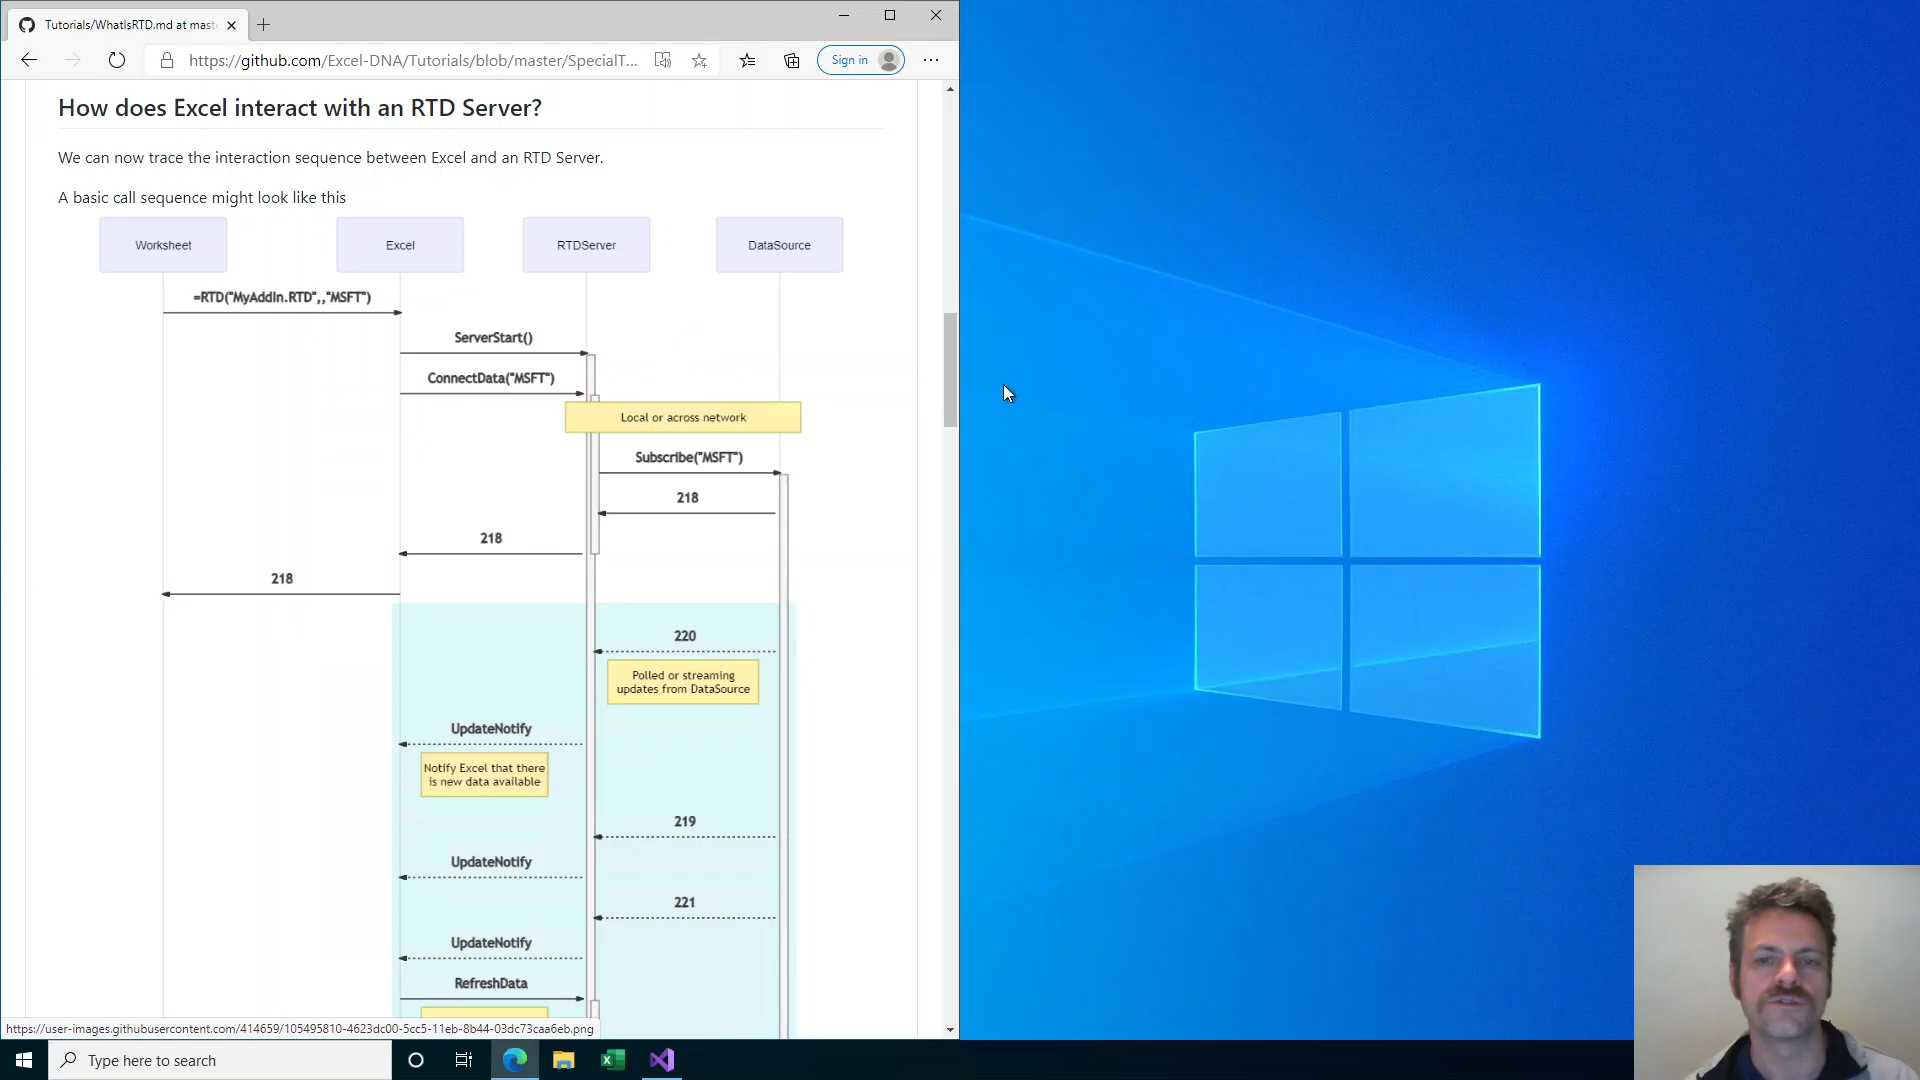 Tutorials/WhatIsRTD.md at mast
https://github.com/Excel-DNA/Tutorials/blob/master/SpecialT...
Sign in
How does Excel interact with an RTD Server?
We can now trace the interaction sequence between Excel and an RTD Server.
A basic call sequence might look like this
Worksheet
Excel
RTDServer
DataSource
=RTD("MyAddIn.RTD",,"MSFT")
ServerStart()
ConnectData("MSFT")
Local or across network
Subscribe("MSFT")
218
218
218
220
Polled or streaming
updates from DataSource
UpdateNotify
Notify Excel that there
is new data available
219
UpdateNotify
221
UpdateNotify
RefreshData
https://user-images.githubusercontent.com/414659/105495810-4623dc00-5cc5-11eb-8b44-03dc73caa6eb.png
Type here to search